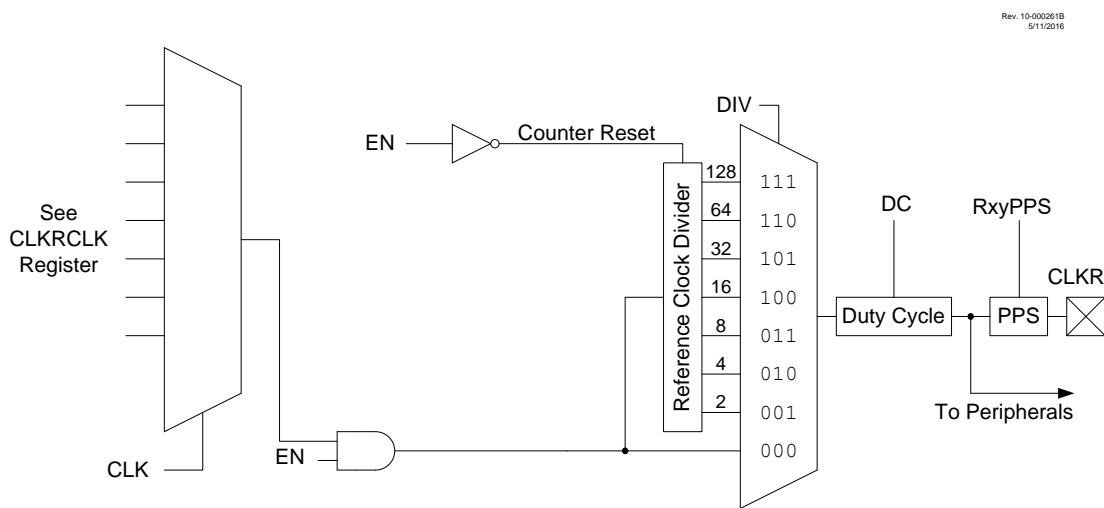 Rev. 10-000261B
5/11/2016
DIV
EN
Counter Reset
See
CLKRCLK
Register
Reference Clock Divider
128
111
64
110
32
101
16
100
8
011
4
010
2
001
000
DC
RxyPPS
CLKR
Duty Cycle
PPS
To Peripherals
EN
CLK